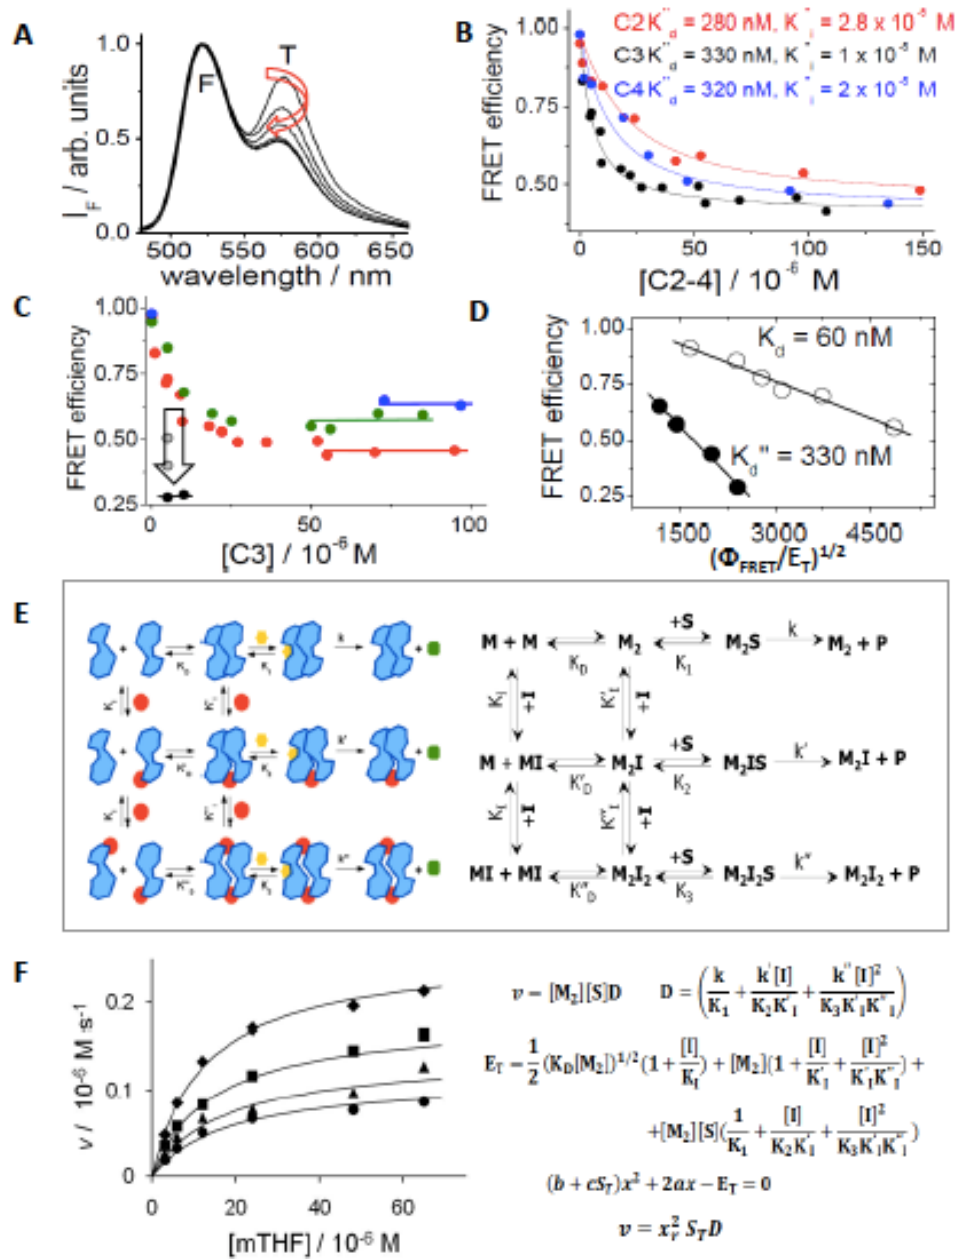 A
F
T
1.0
0.5
0.0
I_F / arb. units
500 550 600 650
wavelength / nm
B
C2 K''_d = 280 nM, K''_i = 2.8 x 10^-5 M
C3 K''_d = 330 nM, K''_i = 1 x 10^-5 M
C4 K''_d = 320 nM, K''_i = 2 x 10^-5 M
1.00
0.75
0.50
FRET efficiency
0 50 100 150
[C2-4] / 10^-6 M
C
1.00
0.75
0.50
0.25
FRET efficiency
0 50 100
[C3] / 10^-6 M
D
K_d = 60 nM
K_d'' = 330 nM
1.00
0.75
0.50
0.25
FRET efficiency
1500 3000 4500
(Φ_FRET/E_T)^1/2
E
M + M K_D M_2 +S K_1 M_2S k M_2 + P
K_I +I K'_I +I
M + MI K'_D M_2I +S K_2 M_2IS k' M_2I + P
K_I +I K''_I +I
MI + MI K''_D M_2I_2 +S K_3 M_2I_2S k'' M_2I_2 + P
F
0.2
0.1
0
v / 10^-6 M·s^-1
0 20 40 60
[mTHF] / 10^-6 M
v = [M_2][S]D D = (k/K_1 + k'[I]/K_2K'_I + k''[I]^2/K_3K'_IK''_I)
E_T = 1/2 (K_D[M_2])^1/2 (1 + [I]/K_I) + [M_2](1 + [I]/K'_I + [I]^2/K'_IK''_I) +
+[M_2][S](1/K_1 + [I]/K_2K'_I + [I]^2/K_3K'_IK''_I)
(b + cS_T)x^2 + 2ax − E_T = 0
v = x_r^2 S_T D